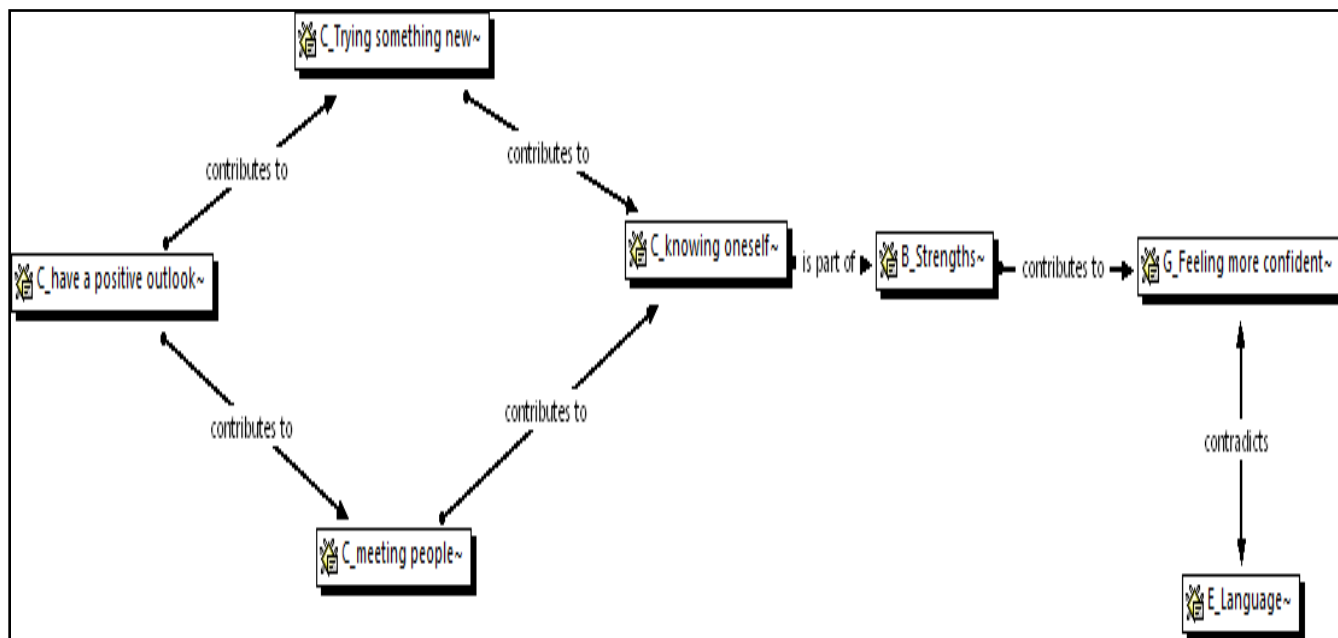 C_Trying something new~
contributes to
contributes to
C_knowing oneself~
is part of
B_Strengths~
contributes to
G_Feeling more confident~
C_have a positive outlook~
contributes to
contributes to
contradicts
C_meeting people~
E_Language~